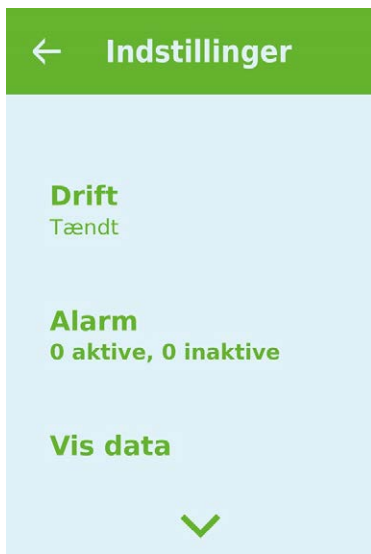 Indstillinger
Drift
Tændt
Alarm
0 aktive, 0 inaktive
Vis data